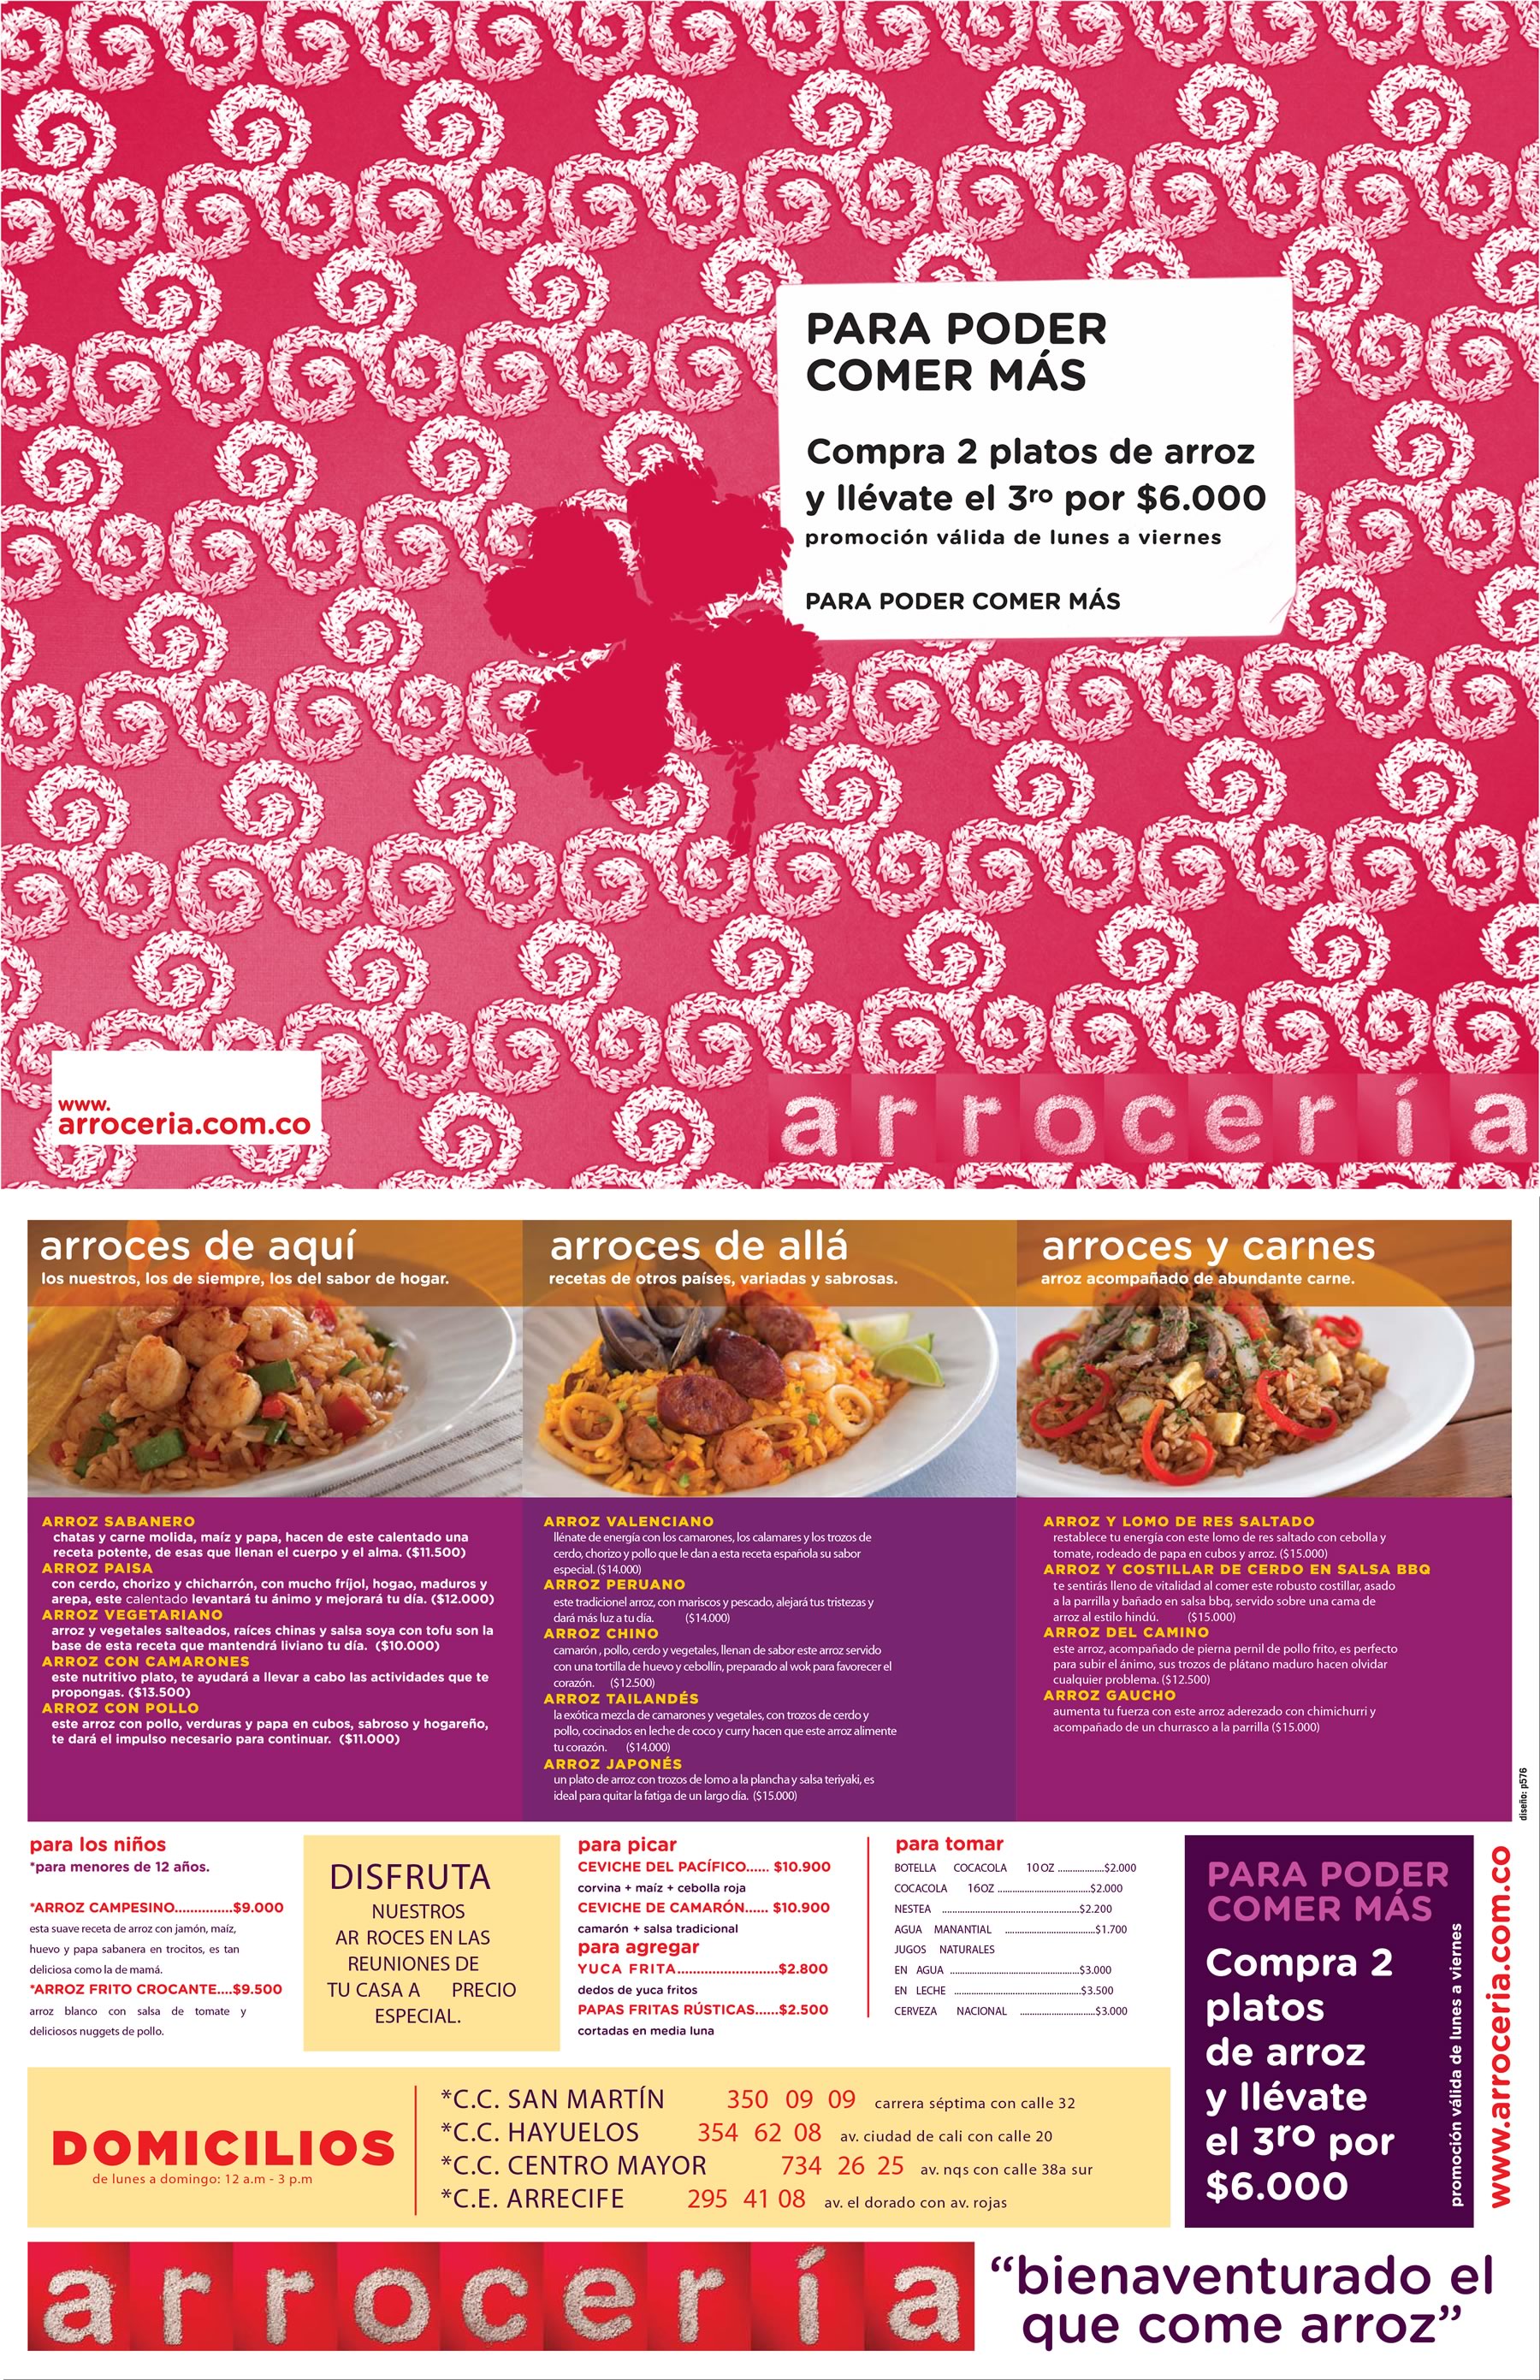 PARA PODER
COMER MÁS
Compra 2 platos de arroz
y llévate el 3ro por $6.000
promoción válida de lunes a viernes
PARA PODER COMER MÁS
www.
arroceria.com.co
arrocería
arroces de aquí
los nuestros, los de siempre, los del sabor de hogar.
ARROZ SABANERO
chatas y carne molida, maíz y papa, hacen de este calentado una
receta potente, de esas que llenan el cuerpo y el alma. ($11.500)
ARROZ PAISA
con cerdo, chorizo y chicharrón, con mucho fríjol, hogao, maduros y
arepa, este calentado levantará tu ánimo y mejorará tu día. ($12.000)
ARROZ VEGETARIANO
arroz y vegetales salteados, raíces chinas y salsa soya con tofu son la
base de esta receta que mantendrá liviano tu día. ($10.000)
ARROZ CON CAMARONES
este nutritivo plato, te ayudará a llevar a cabo las actividades que te
propongas. ($13.500)
ARROZ CON POLLO
este arroz con pollo, verduras y papa en cubos, sabroso y hogareño,
te dará el impulso necesario para continuar. ($11.000)
arroces de allá
recetas de otros países, variadas y sabrosas.
ARROZ VALENCIANO
llénate de energía con los camarones, los calamares y los trozos de
cerdo, chorizo y pollo que le dan a esta receta española su sabor
especial. ($14.000)
ARROZ PERUANO
este tradicionel arroz, con mariscos y pescado, alejará tus tristezas y
dará más luz a tu día. ($14.000)
ARROZ CHINO
camarón , pollo, cerdo y vegetales, llenan de sabor este arroz servido
con una tortilla de huevo y cebollín, preparado al wok para favorecer el
corazón. ($12.500)
ARROZ TAILANDÉS
la exótica mezcla de camarones y vegetales, con trozos de cerdo y
pollo, cocinados en leche de coco y curry hacen que este arroz alimente
tu corazón. ($14.000)
ARROZ JAPONÉS
un plato de arroz con trozos de lomo a la plancha y salsa teriyaki, es
ideal para quitar la fatiga de un largo día. ($15.000)
arroces y carnes
arroz acompañado de abundante carne.
ARROZ Y LOMO DE RES SALTADO
restablece tu energía con este lomo de res saltado con cebolla y
tomate, rodeado de papa en cubos y arroz. ($15.000)
ARROZ Y COSTILLAR DE CERDO EN SALSA BBQ
te sentirás lleno de vitalidad al comer este robusto costillar, asado
a la parrilla y bañado en salsa bbq, servido sobre una cama de
arroz al estilo hindú. ($15.000)
ARROZ DEL CAMINO
este arroz, acompañado de pierna pernil de pollo frito, es perfecto
para subir el ánimo, sus trozos de plátano maduro hacen olvidar
cualquier problema. ($12.500)
ARROZ GAUCHO
aumenta tu fuerza con este arroz aderezado con chimichurri y
acompañado de un churrasco a la parrilla ($15.000)
diseño: p576
para los niños
*para menores de 12 años.
*ARROZ CAMPESINO...............$9.000
esta suave receta de arroz con jamón, maíz,
huevo y papa sabanera en trocitos, es tan
deliciosa como la de mamá.
*ARROZ FRITO CROCANTE....$9.500
arroz blanco con salsa de tomate y
deliciosos nuggets de pollo.
DISFRUTA
NUESTROS
AR ROCES EN LAS
REUNIONES DE
TU CASA A PRECIO
ESPECIAL.
para picar
CEVICHE DEL PACÍFICO...... $10.900
corvina + maíz + cebolla roja
CEVICHE DE CAMARÓN...... $10.900
camarón + salsa tradicional
para agregar
YUCA FRITA..........................$2.800
dedos de yuca fritos
PAPAS FRITAS RÚSTICAS......$2.500
cortadas en media luna
para tomar
BOTELLA COCACOLA 10 OZ ...................$2.000
COCACOLA 16OZ ......................................$2.000
NESTEA ........................................................$2.200
AGUA MANANTIAL .....................................$1.700
JUGOS NATURALES
EN AGUA .....................................................$3.000
EN LECHE ....................................................$3.500
CERVEZA NACIONAL ...............................$3.000
PARA PODER
COMER MÁS
Compra 2
platos
de arroz
y llévate
el 3ro por
$6.000
promoción válida de lunes a viernes
www.arroceria.com.co
DOMICILIOS
de lunes a domingo: 12 a.m - 3 p.m
*C.C. SAN MARTÍN 350 09 09 carrera séptima con calle 32
*C.C. HAYUELOS 354 62 08 av. ciudad de cali con calle 20
*C.C. CENTRO MAYOR 734 26 25 av. nqs con calle 38a sur
*C.E. ARRECIFE 295 41 08 av. el dorado con av. rojas
arrocería
“bienaventurado el
que come arroz”